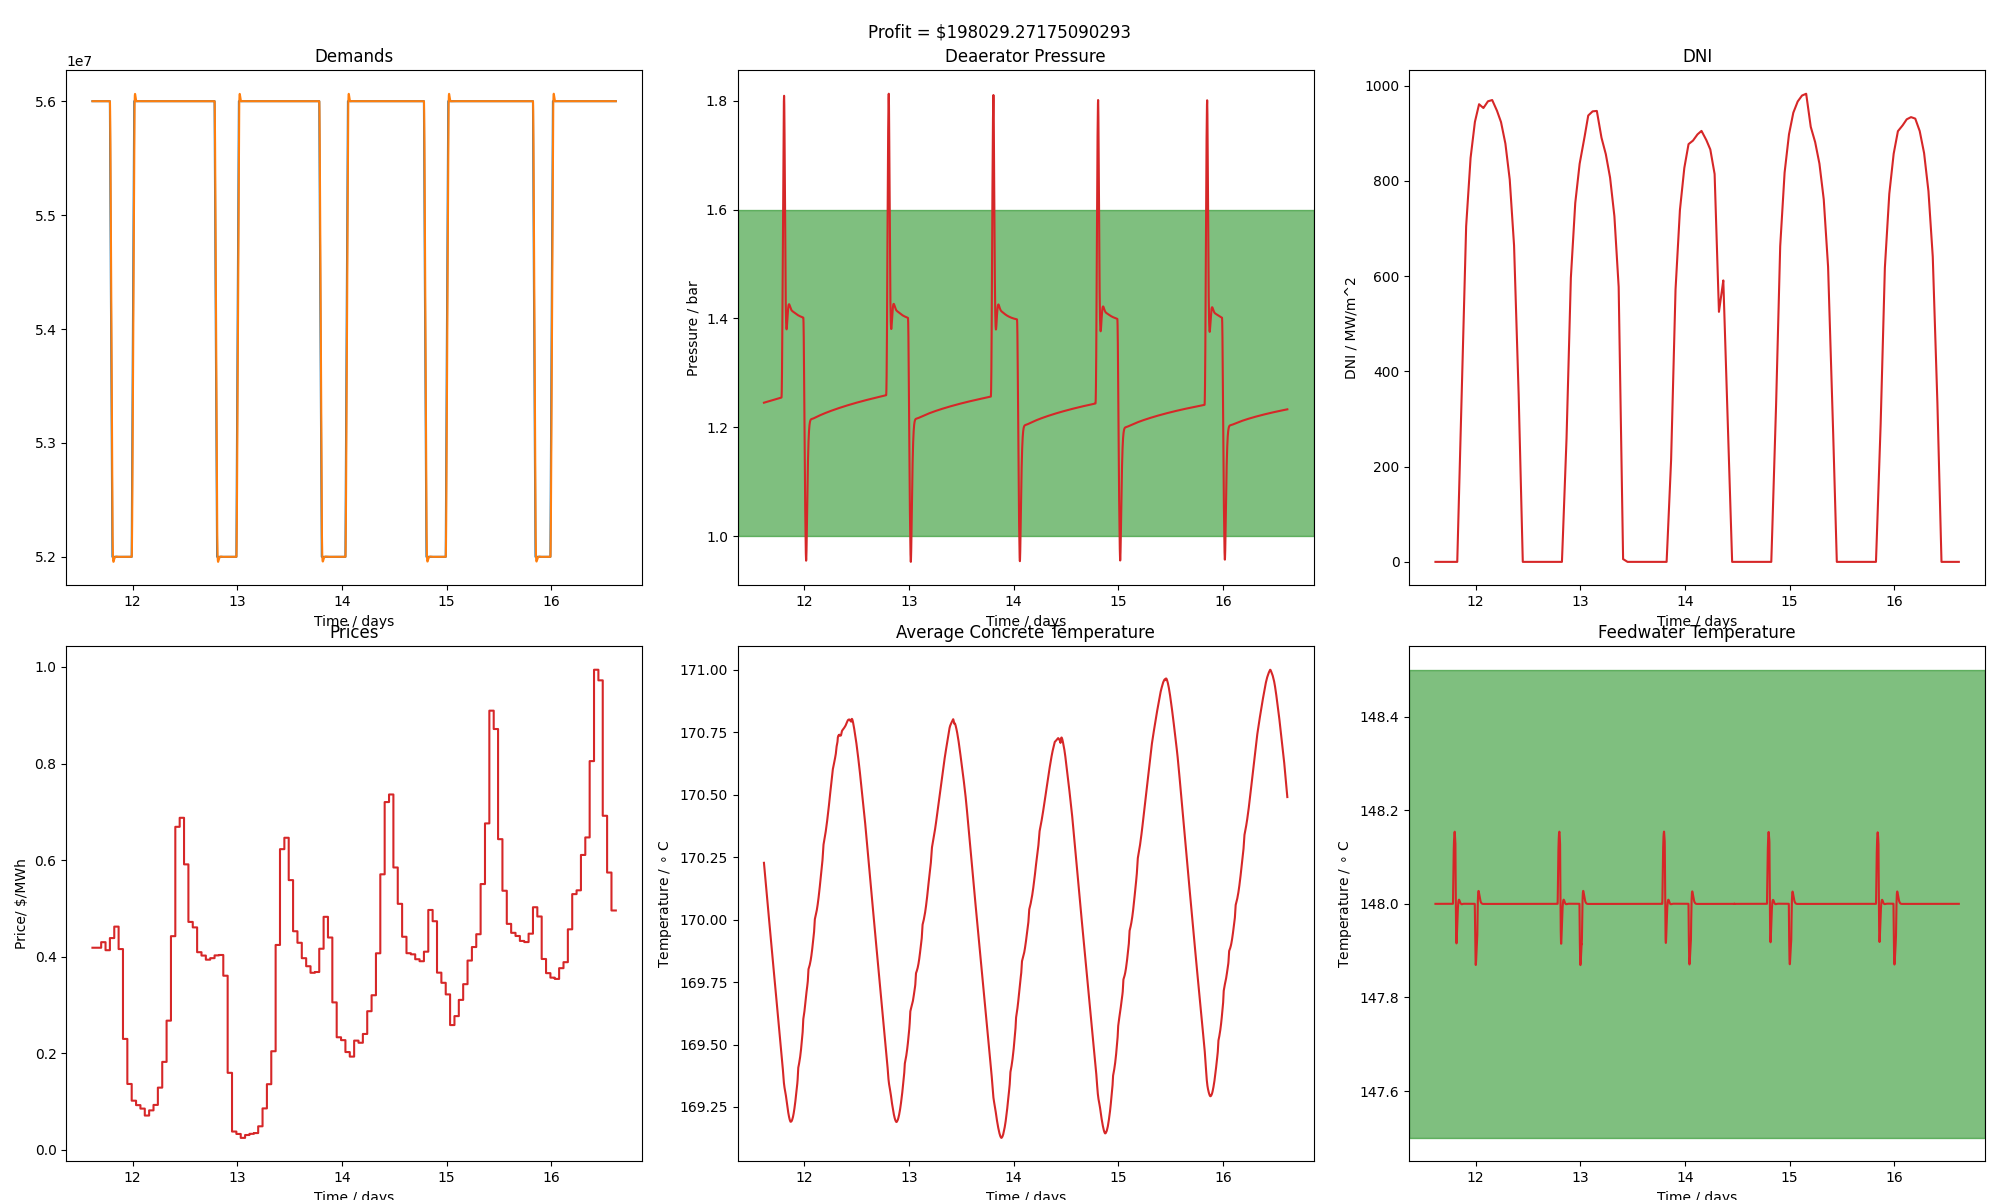 Profit = $198029.27175090293
Demands
1e7
5.6
5.5
5.4
5.3
5.2
12 13 14 15 16
Time / days
Deaerator Pressure
Pressure / bar
1.8
1.6
1.4
1.2
1.0
12 13 14 15 16
Time / days
DNI
DNI / MW/m^2
1000
800
600
400
200
0
12 13 14 15 16
Time / days
Prices
Price/ $/MWh
1.0
0.8
0.6
0.4
0.2
0.0
12 13 14 15 16
Time / days
Average Concrete Temperature
Temperature / ∘ C
171.00
170.75
170.50
170.25
170.00
169.75
169.50
169.25
12 13 14 15 16
Time / days
Feedwater Temperature
Temperature / ∘ C
148.4
148.2
148.0
147.8
147.6
12 13 14 15 16
Time / days